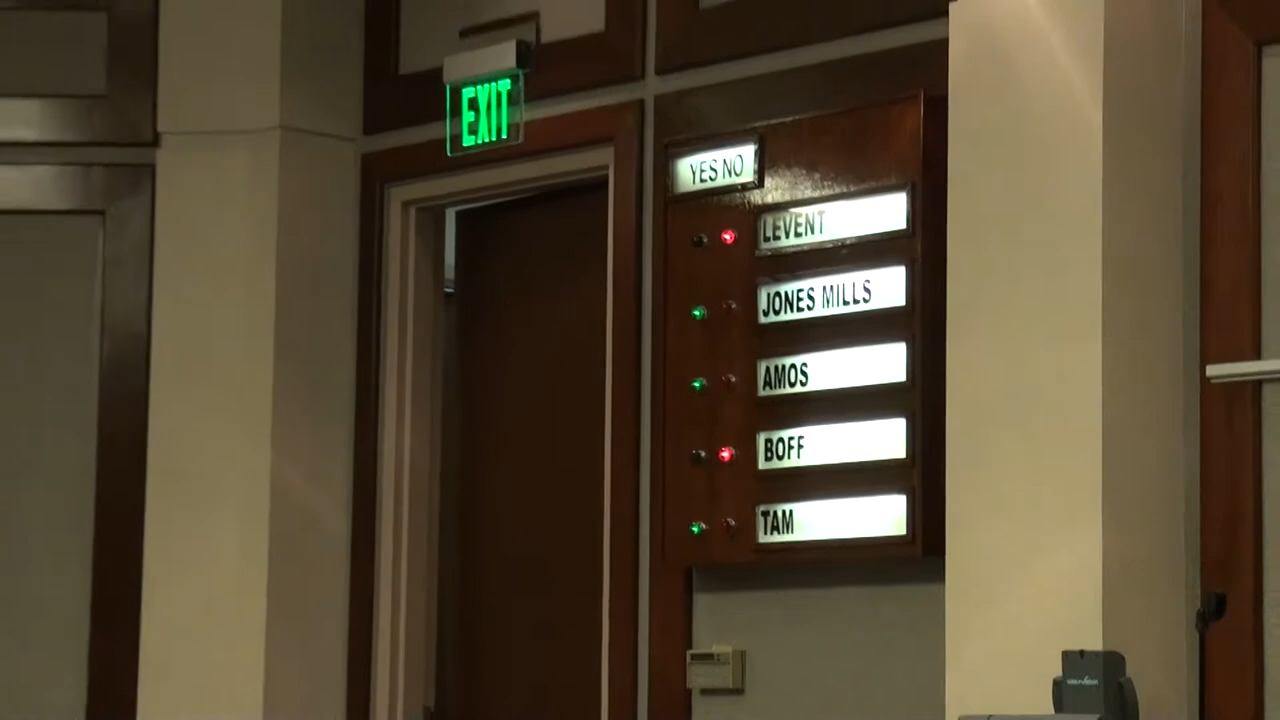 EXIT
YES NO
LEVENT
JONES MILLS
AMOS
BOFF
TAM